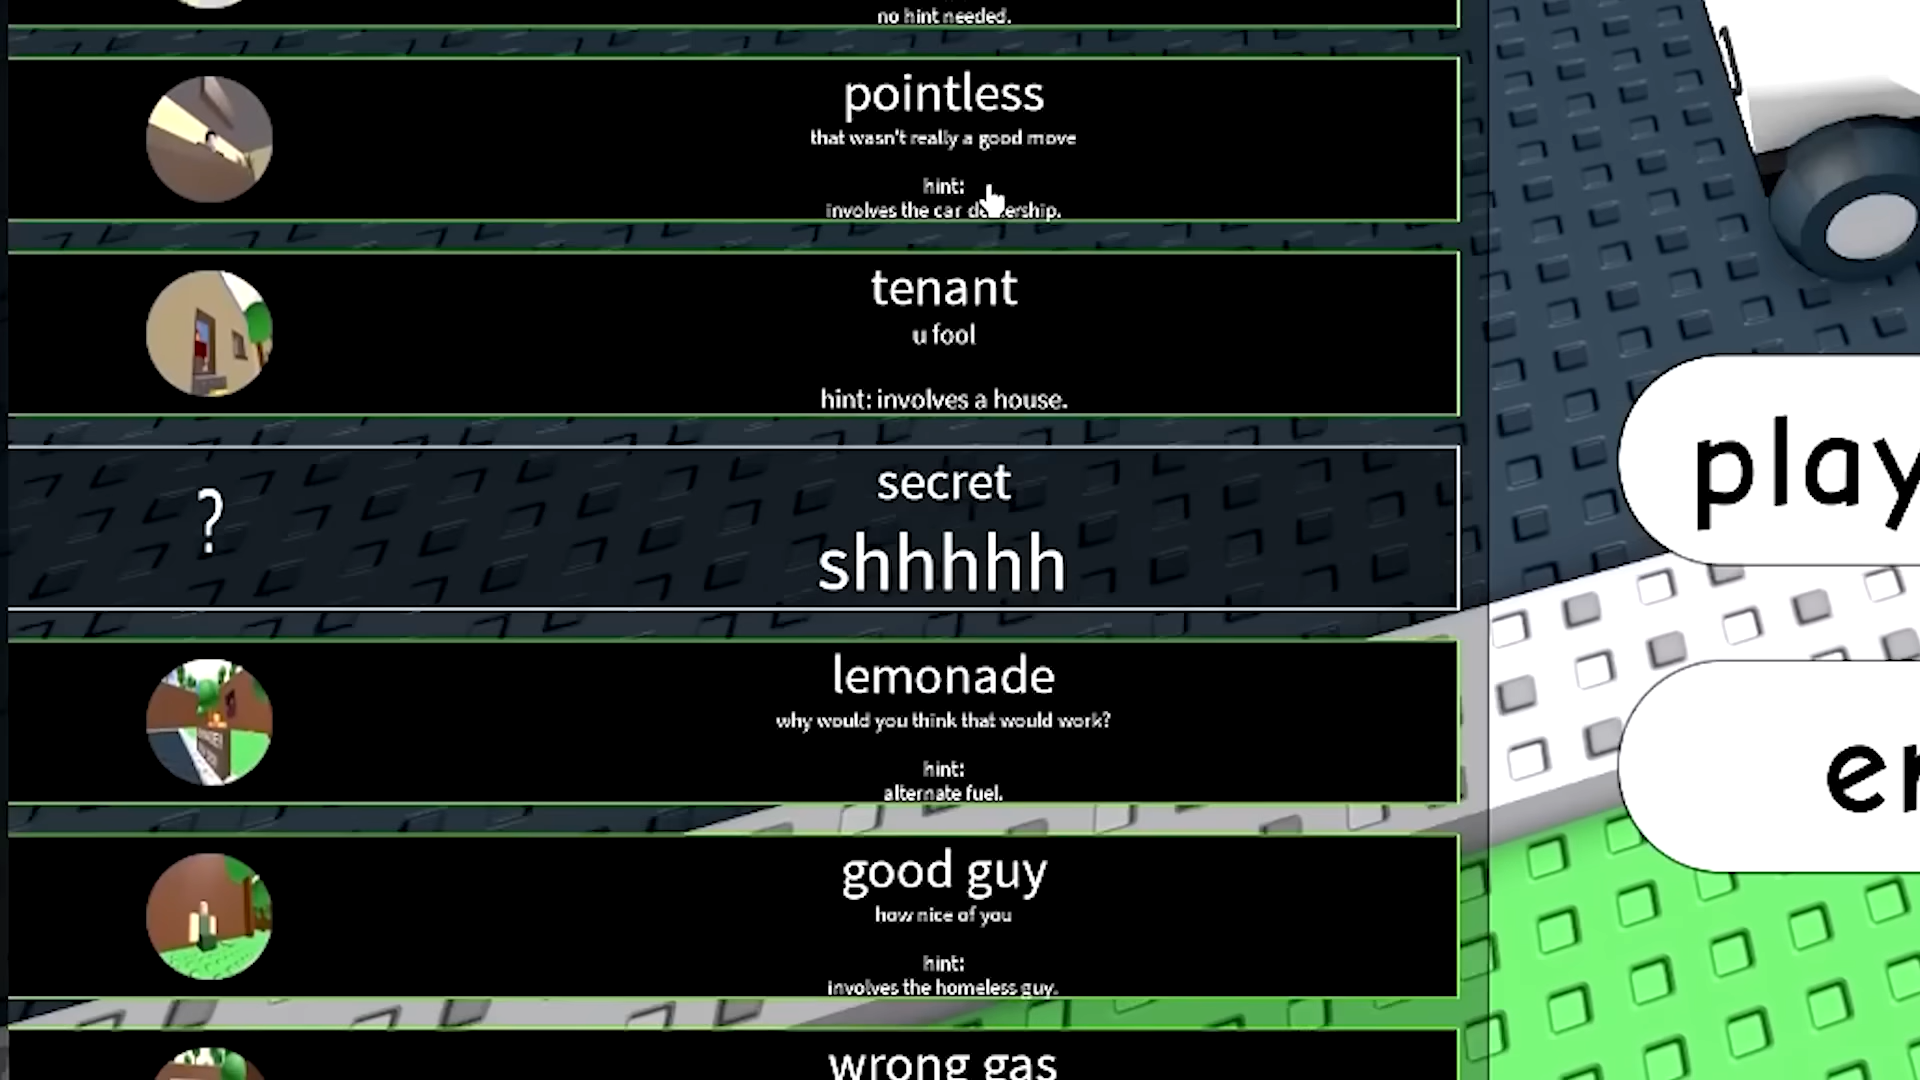 no hint needed.
pointless
that wasn't really a good move
hint:
involves the car dealership.
tenant
u fool
hint: involves a house.
?
secret
shhhhh
lemonade
why would you think that would work?
hint:
alternate fuel.
good guy
how nice of you
hint:
involves the homeless guy.
wrong gas
play